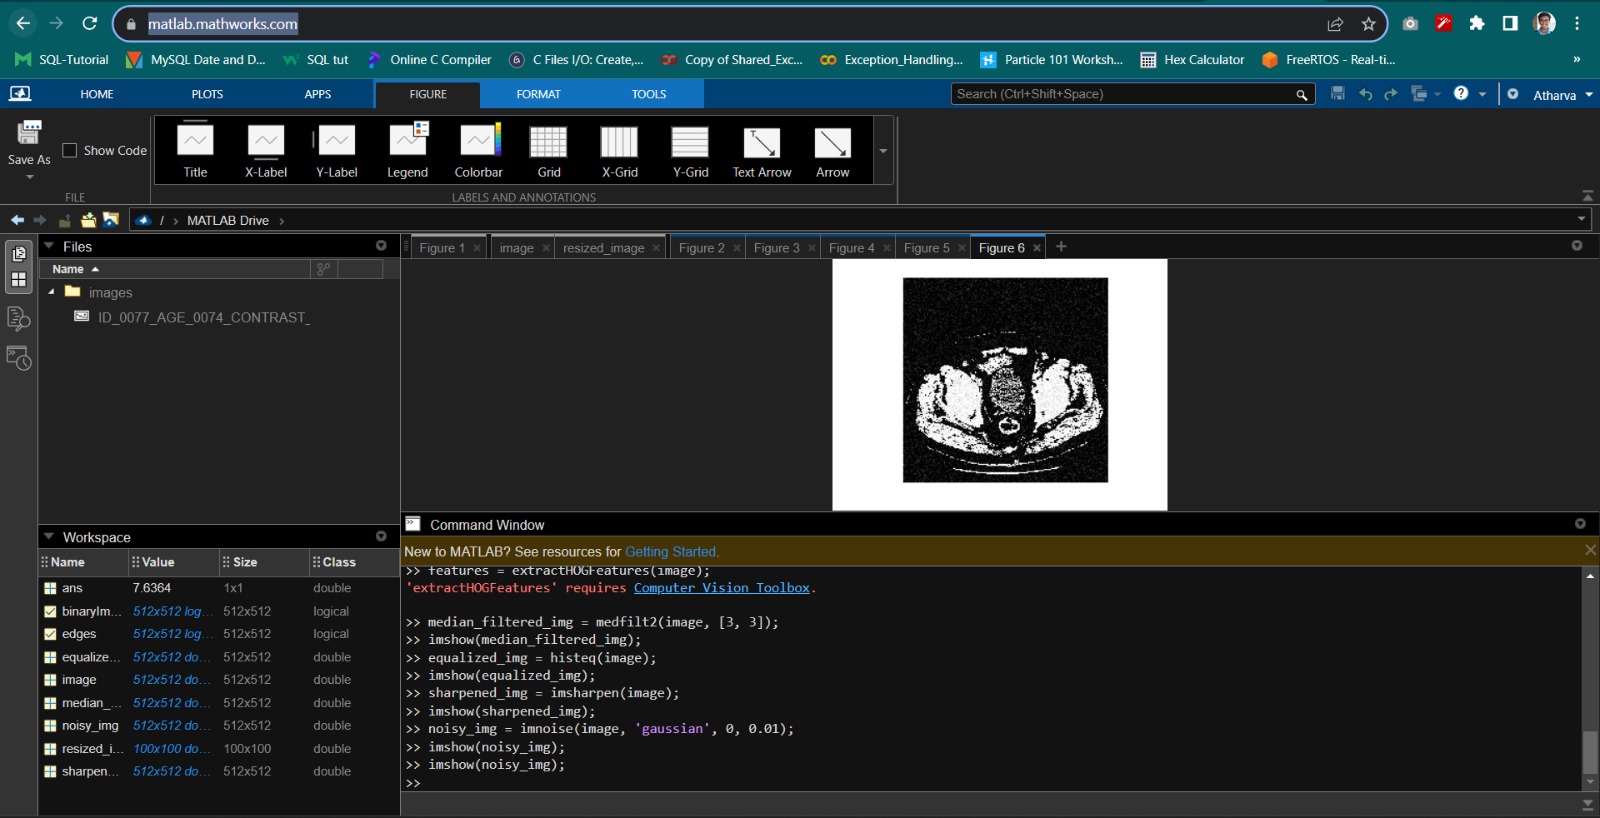 matlab.mathworks.com
SQL-Tutorial MySQL Date and D... SQL tut Online C Compiler C Files I/O: Create,... Copy of Shared_Exc... Exception_Handling... Particle 101 Worksh... Hex Calculator FreeRTOS - Real-ti... »
HOME PLOTS APPS FIGURE FORMAT TOOLS Search (Ctrl+Shift+Space) Atharva
Save As Show Code Title X-Label Y-Label Legend Colorbar Grid X-Grid Y-Grid Text Arrow Arrow
FILE LABELS AND ANNOTATIONS
/ › MATLAB Drive ›
Files
Name
images
ID_0077_AGE_0074_CONTRAST_
Figure 1 × image × resized_image × Figure 2 × Figure 3 × Figure 4 × Figure 5 × Figure 6 × +
Workspace
Name Value Size Class
ans 7.6364 1x1 double
binaryIm... 512x512 log... 512x512 logical
edges 512x512 log... 512x512 logical
equalize... 512x512 do... 512x512 double
image 512x512 do... 512x512 double
median_... 512x512 do... 512x512 double
noisy_img 512x512 do... 512x512 double
resized_i... 100x100 do... 100x100 double
sharpen... 512x512 do... 512x512 double
Command Window
New to MATLAB? See resources for Getting Started.
>> features = extractHOGFeatures(image);
'extractHOGFeatures' requires Computer Vision Toolbox.
>> median_filtered_img = medfilt2(image, [3, 3]);
>> imshow(median_filtered_img);
>> equalized_img = histeq(image);
>> imshow(equalized_img);
>> sharpened_img = imsharpen(image);
>> imshow(sharpened_img);
>> noisy_img = imnoise(image, 'gaussian', 0, 0.01);
>> imshow(noisy_img);
>> imshow(noisy_img);
>>